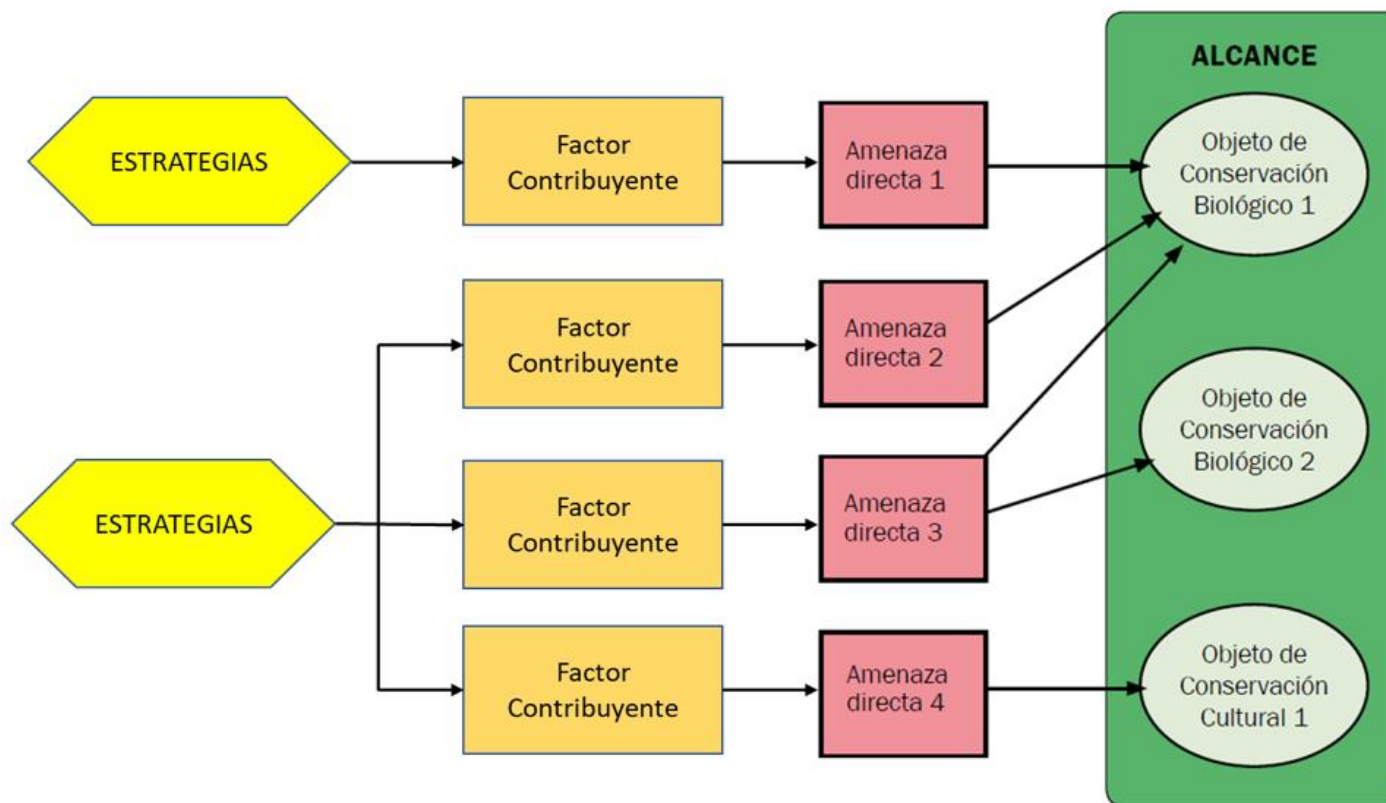 ALCANCE
ESTRATEGIAS
Factor
Contribuyente
Amenaza
directa 1
Objeto de
Conservación
Biológico 1
Factor
Contribuyente
Amenaza
directa 2
Objeto de
Conservación
Biológico 2
ESTRATEGIAS
Factor
Contribuyente
Amenaza
directa 3
Factor
Contribuyente
Amenaza
directa 4
Objeto de
Conservación
Cultural 1